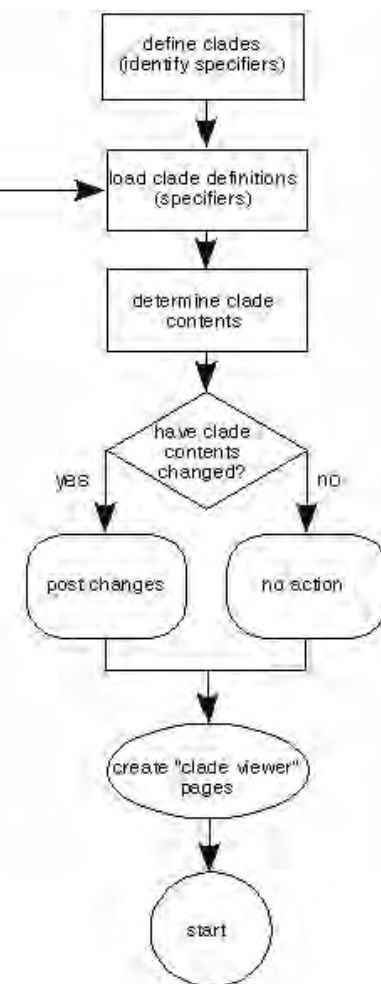 define clades
(identify specifiers)
load clade definitions
(specifiers)
determine clade
contents
have clade
contents
changed?
yes
no
post changes
no action
create "clade viewer"
pages
start